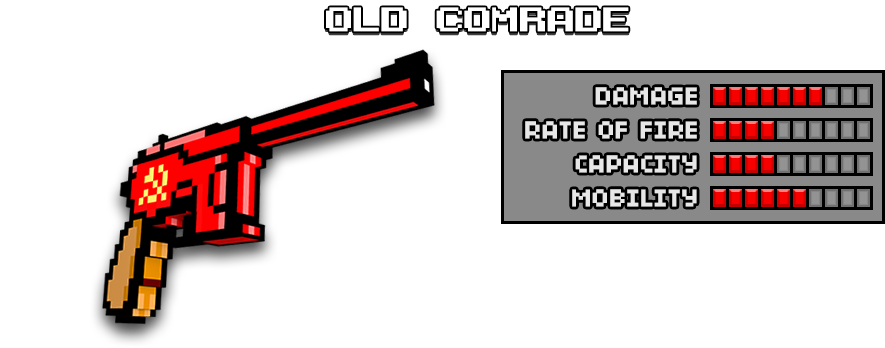 OLD COMRADE
DAMAGE
RATE OF FIRE
CAPACITY
MOBILITY